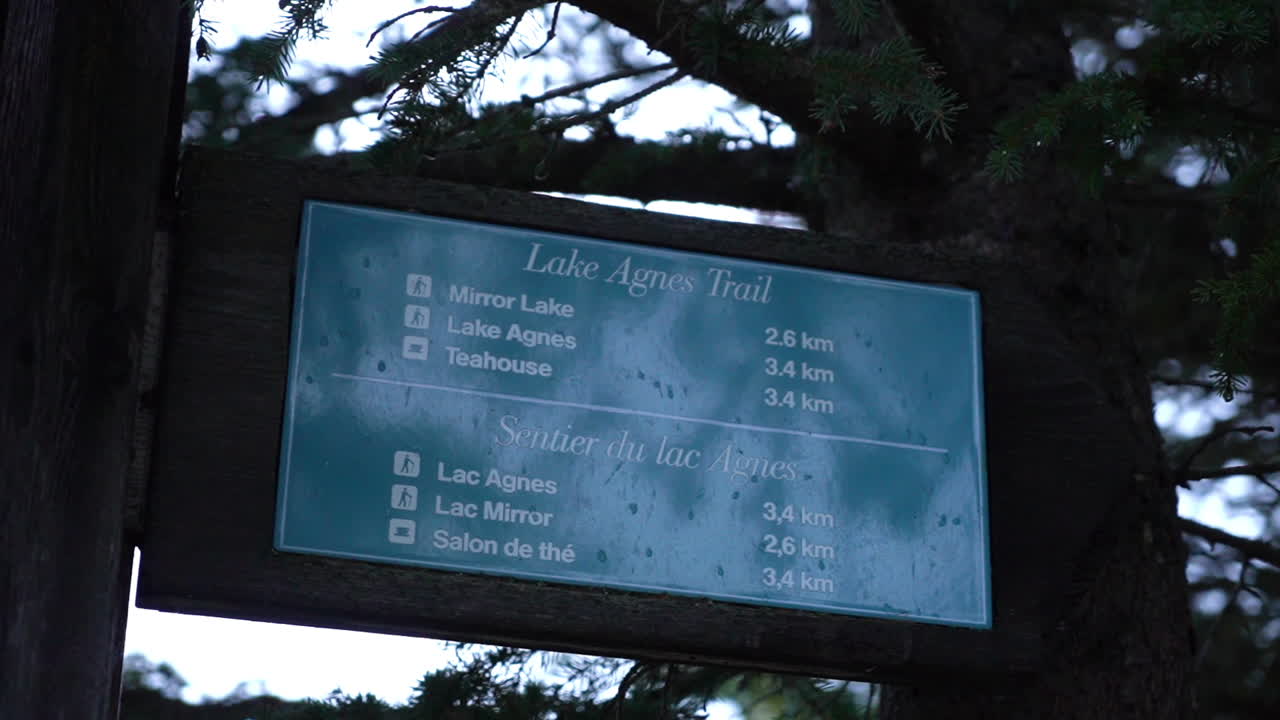 Lake Agnes Trail
Mirror Lake 2.6 km
Lake Agnes 3.4 km
Teahouse 3.4 km
Sentier du lac Agnes
Lac Agnes 3,4 km
Lac Mirror 2,6 km
Salon de thé 3,4 km